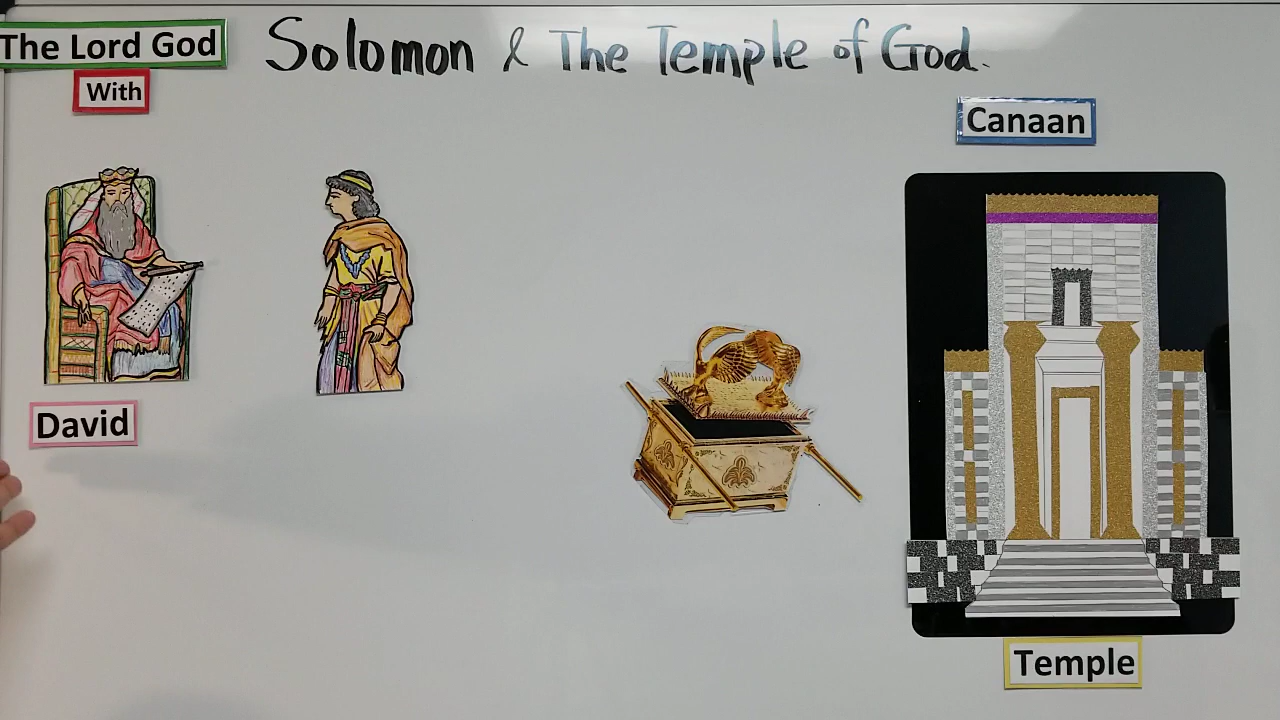 The Lord God
Solomon & The Temple of God.
With
Canaan
David
Temple